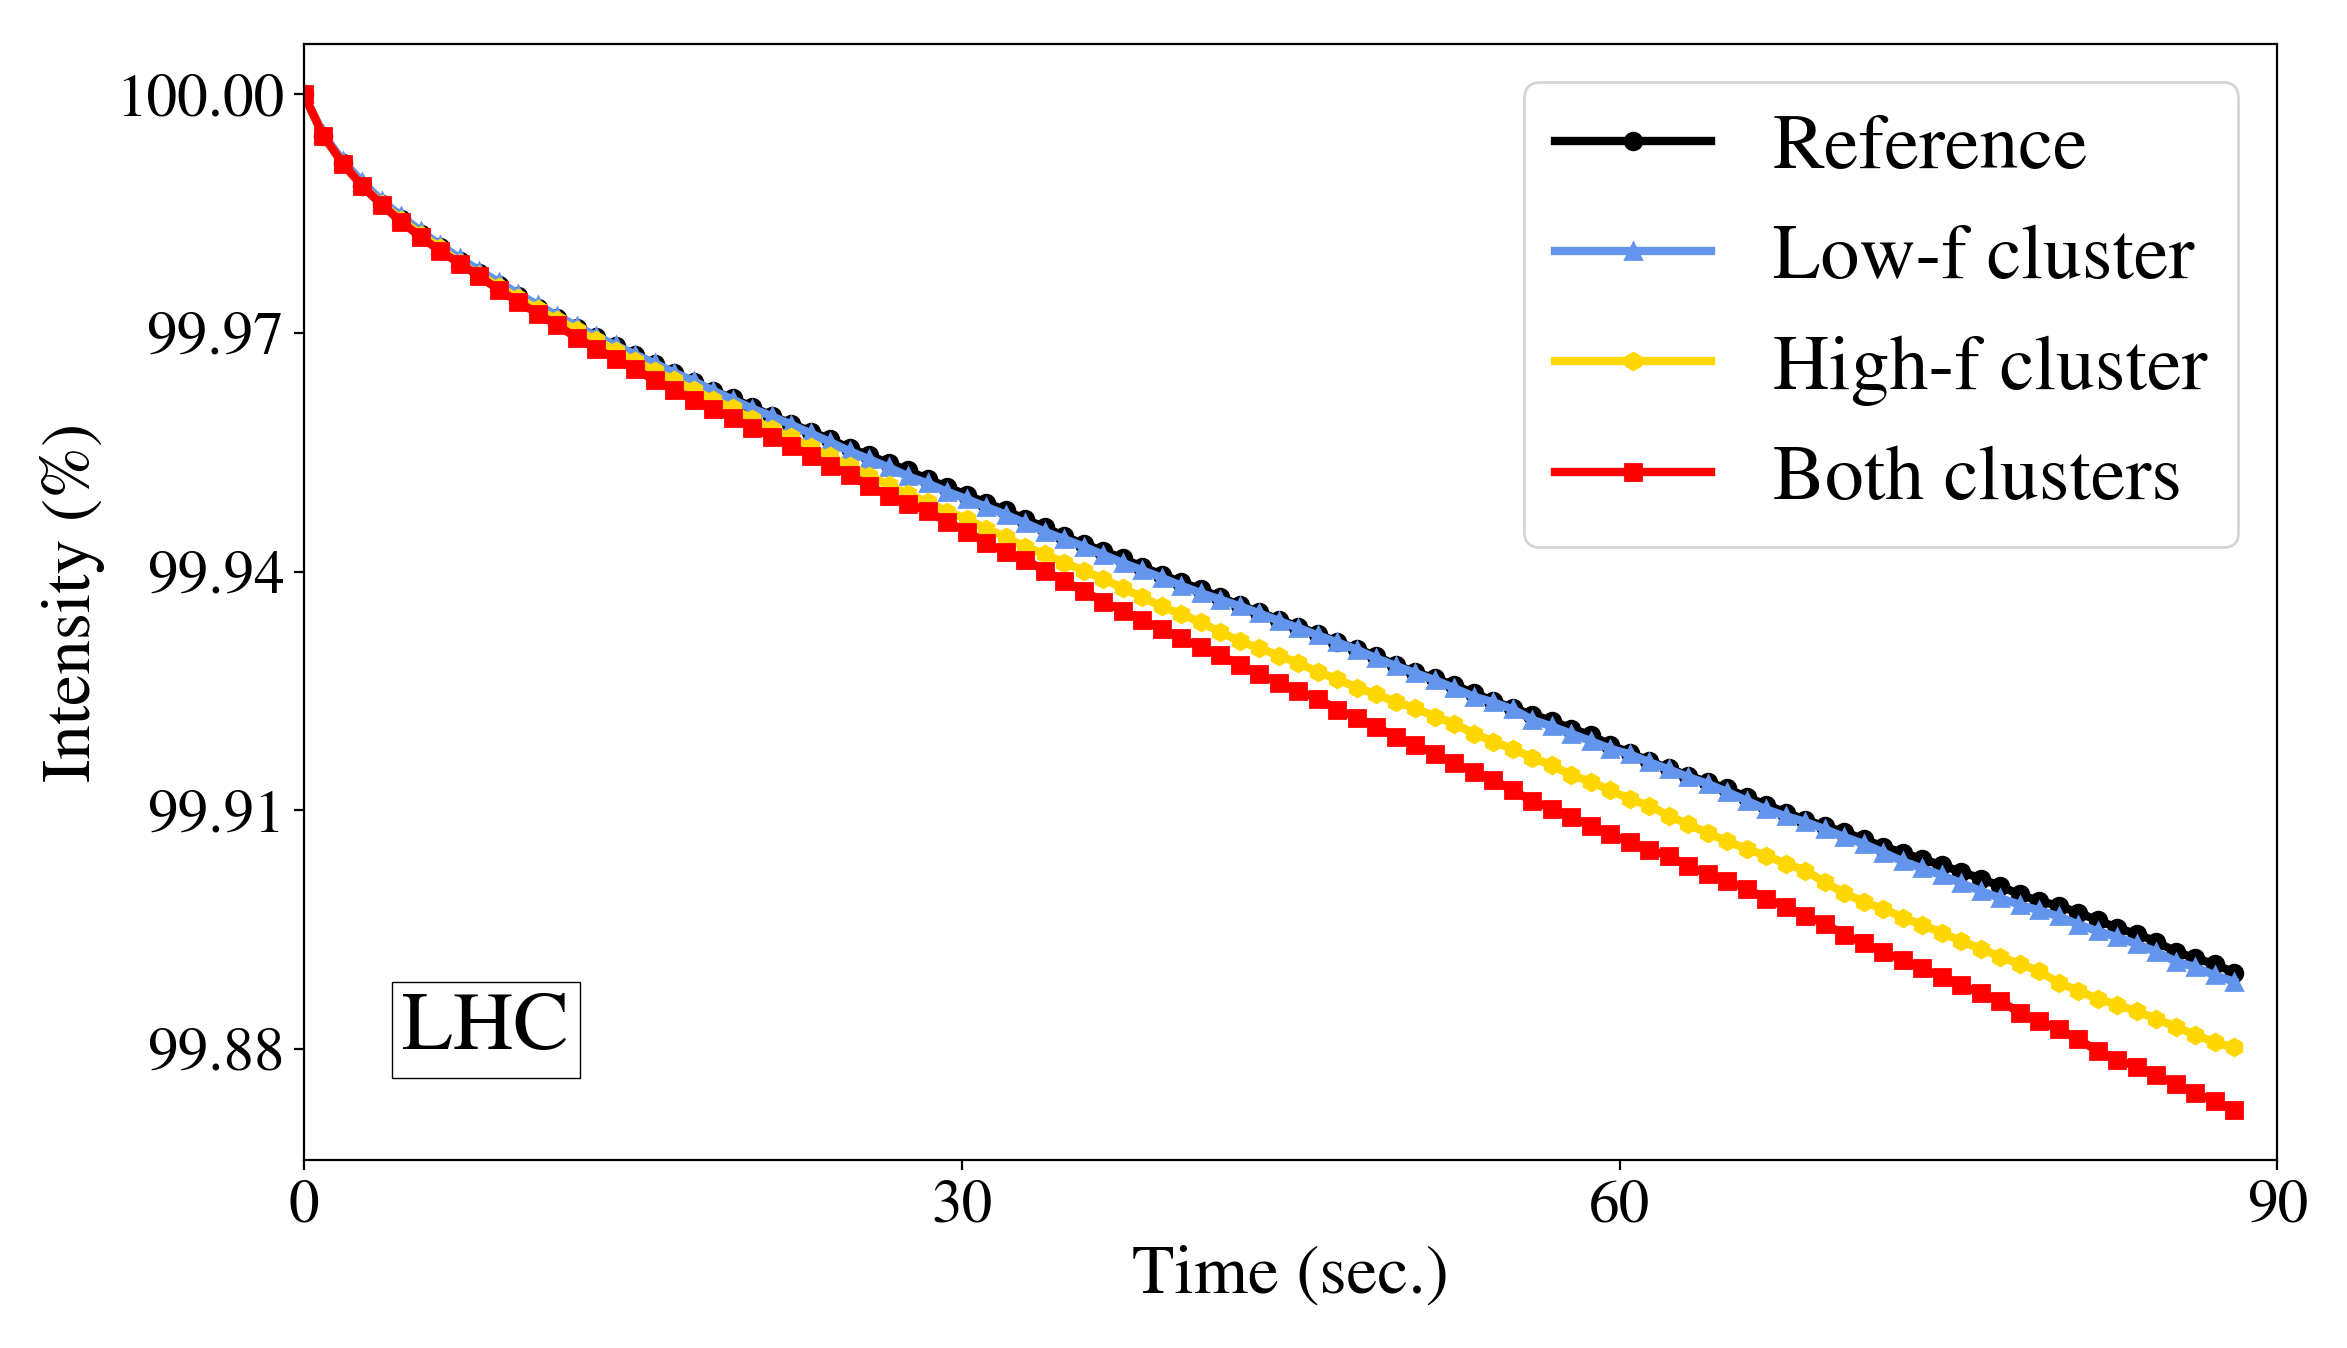 100.00
99.97
99.94
99.91
99.88
Intensity (%)
Reference
Low-f cluster
High-f cluster
Both clusters
LHC
0 30 60 90
Time (sec.)